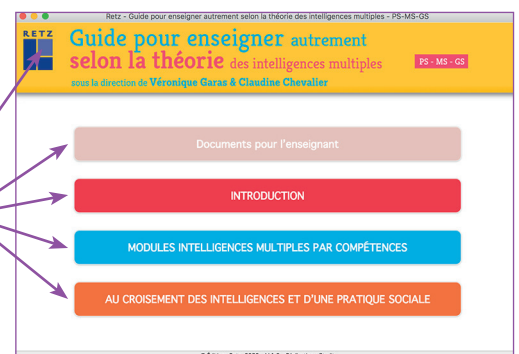 Retz - Guide pour enseigner autrement selon la théorie des intelligences multiples - PS-MS-GS
RETZ
Guide pour enseigner autrement
selon la théorie des intelligences multiples
PS - MS - GS
sous la direction de Véronique Garas & Claudine Chevalier
Documents pour l'enseignant
INTRODUCTION
MODULES INTELLIGENCES MULTIPLES PAR COMPÉTENCES
AU CROISEMENT DES INTELLIGENCES ET D'UNE PRATIQUE SOCIALE